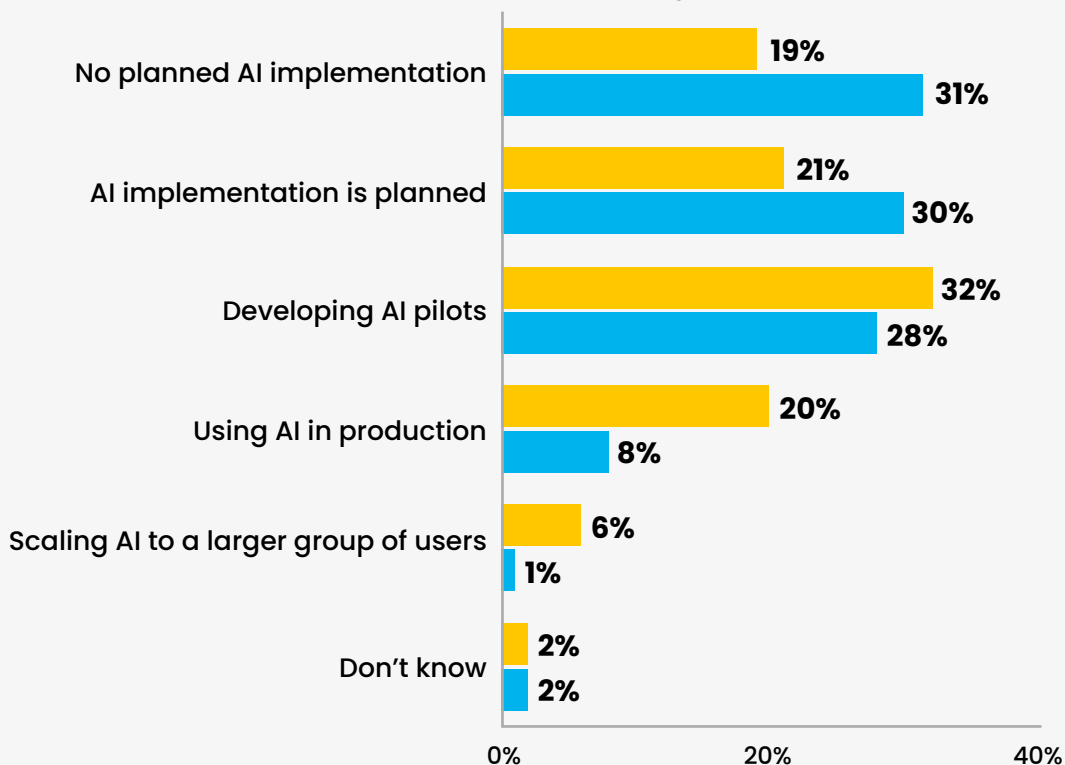 No planned AI implementation
19%
31%
AI implementation is planned
21%
30%
Developing AI pilots
32%
28%
Using AI in production
20%
8%
Scaling AI to a larger group of users
6%
1%
Don’t know
2%
2%
0% 20% 40%